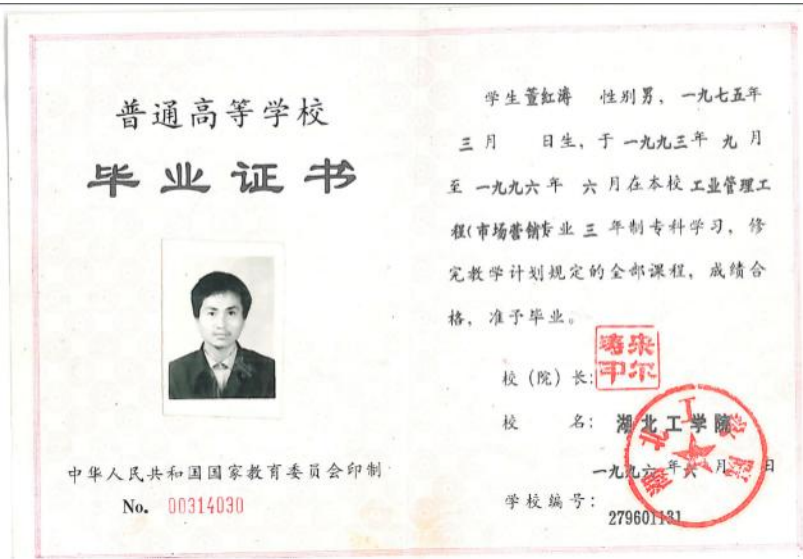 普通高等学校
毕业证书
中华人民共和国国家教育委员会印制
No. 00314030
学生董红海 性别男，一九七五年
三月 日生，于一九九三年 九月
至一九九六年 六月在本校工业管理工
程(市场营销)专业 三 年制专科学习，修
完教学计划规定的全部课程，成绩合
格，准予毕业。
校（院）长：
校 名：湖北工学院
一九九六年六月 日
学校编号：
279601131
湖北工学院